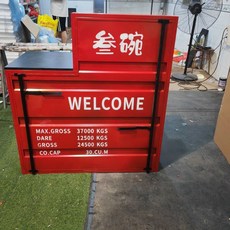 叁碗
WELCOME
MAX.GROSS 37000 KGS
DARE 12500 KGS
GROSS 24500 KGS
CO.CAP 30.CU.M